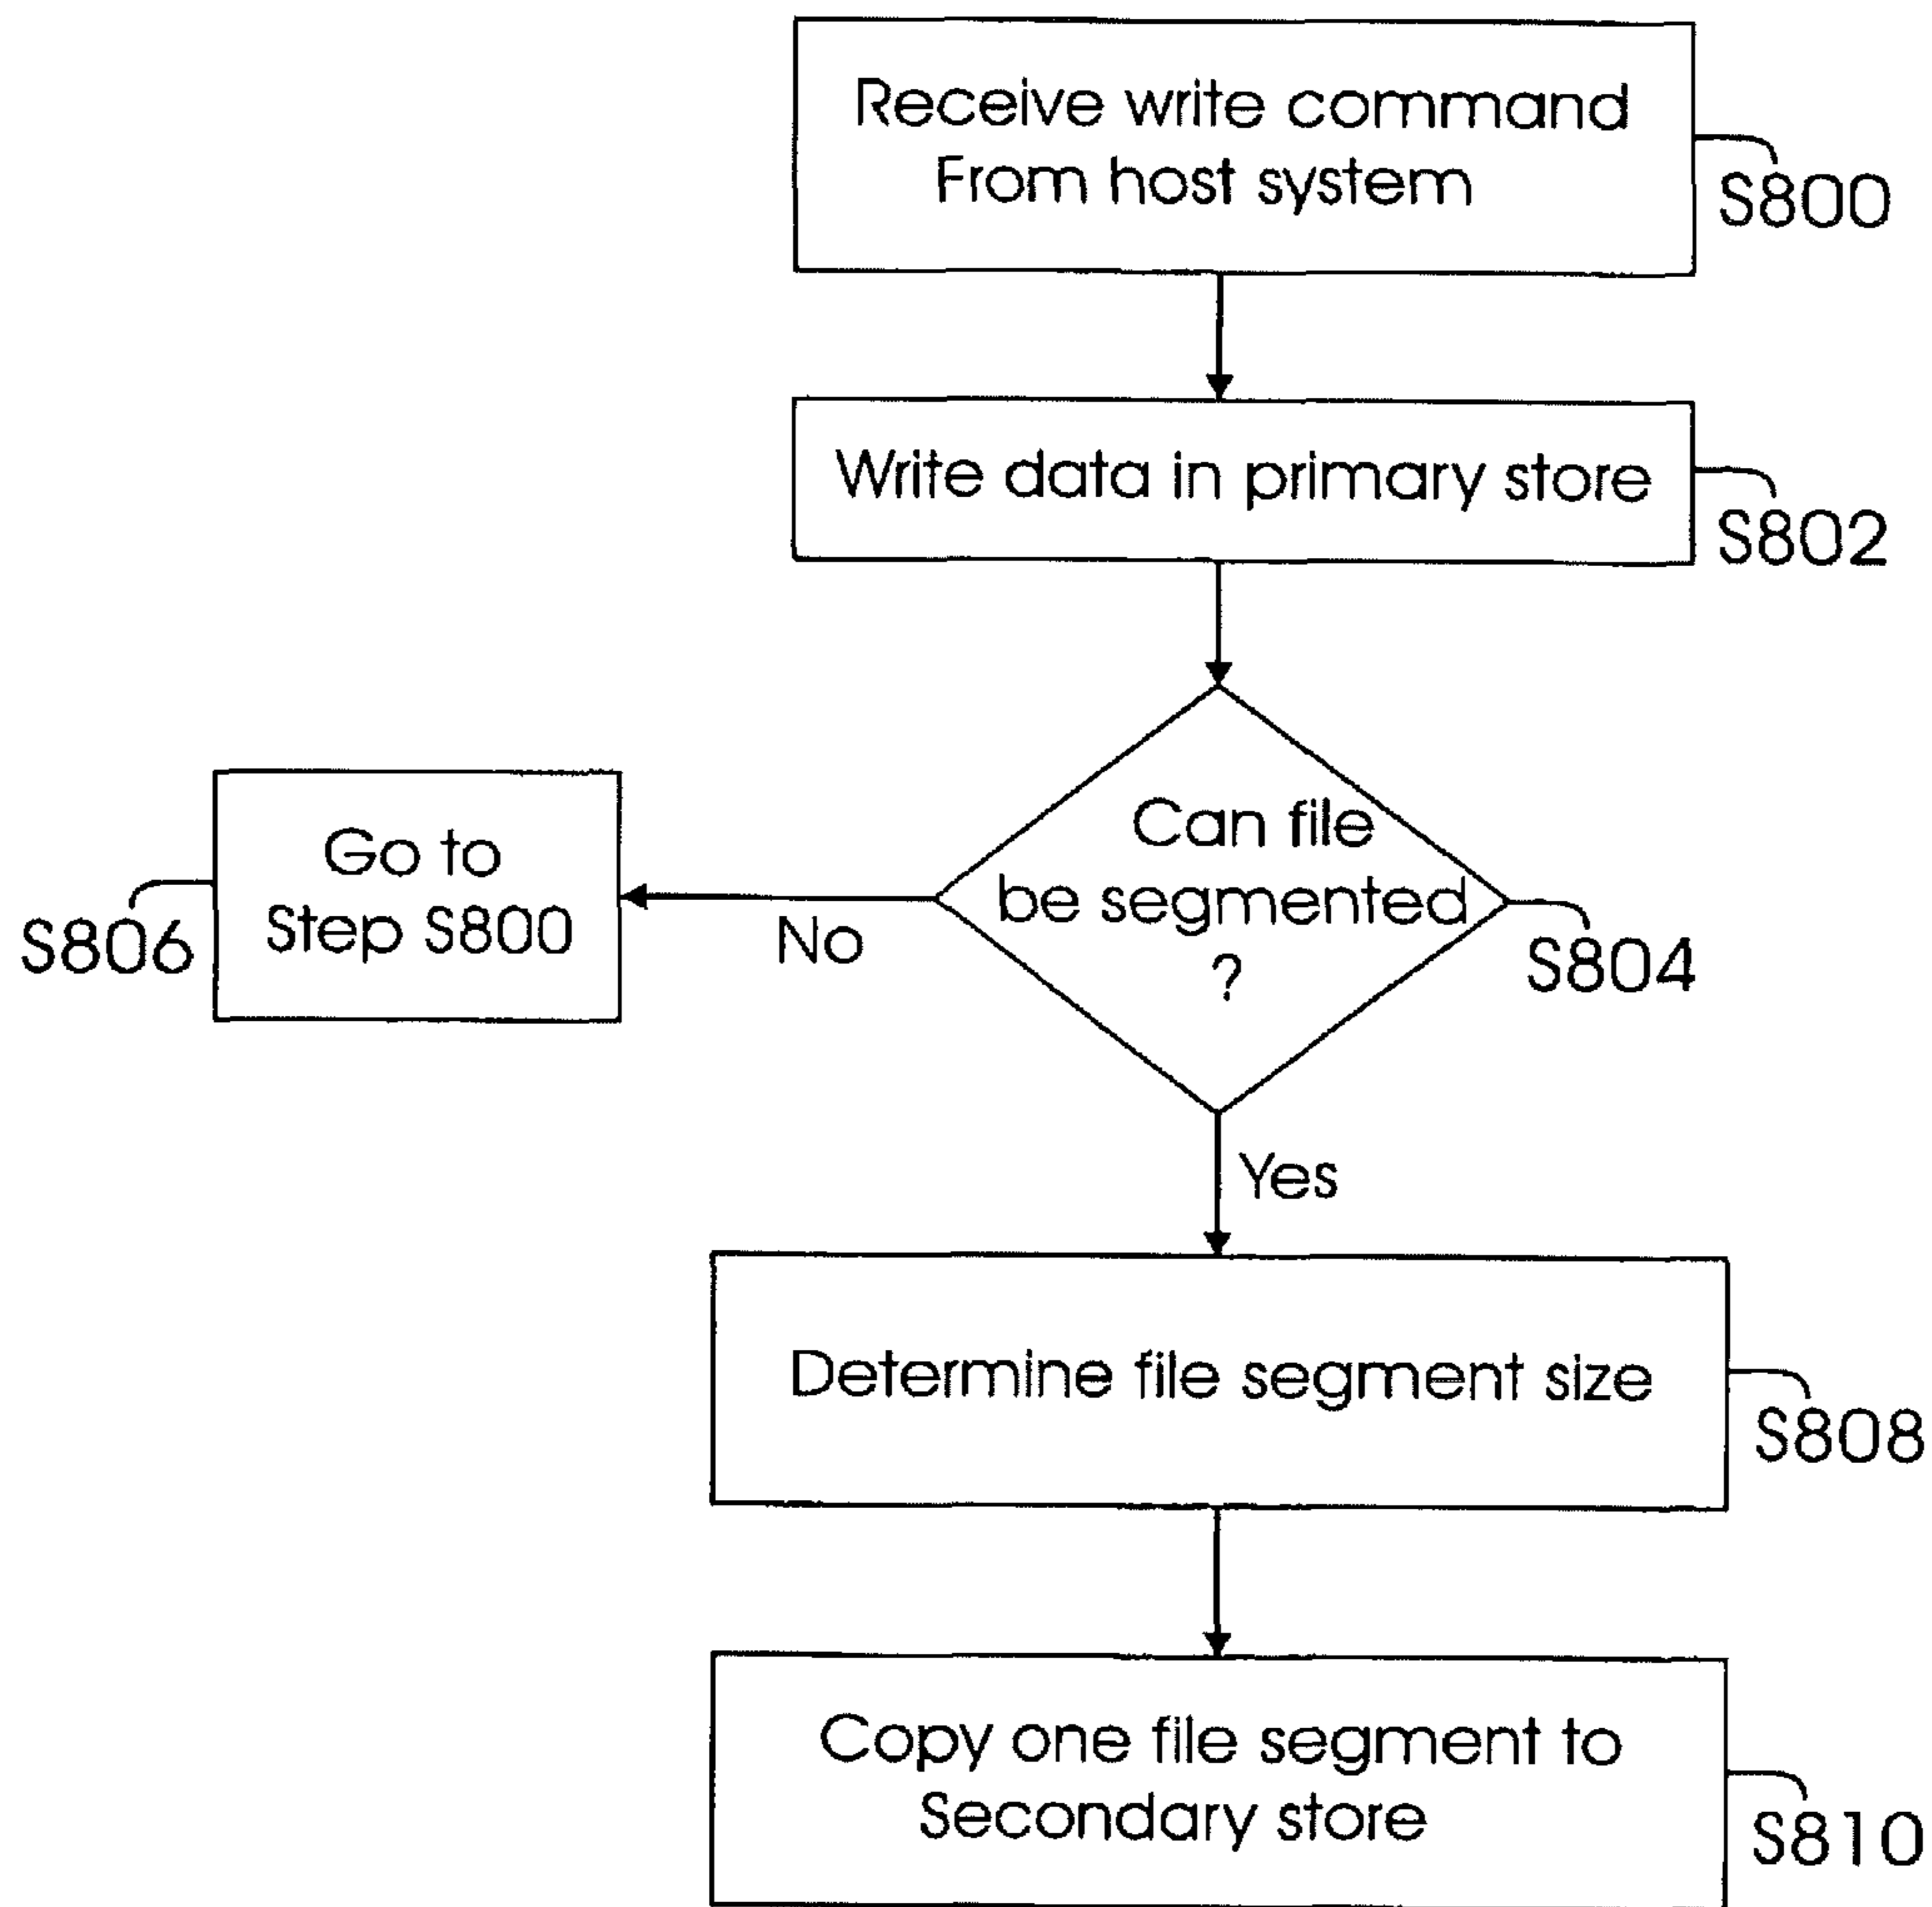 Receive write command
From host system
S800
Write data in primary store
S802
Can file
be segmented
?
S804
No
Go to
Step S800
S806
Yes
Determine file segment size
S808
Copy one file segment to
Secondary store
S810